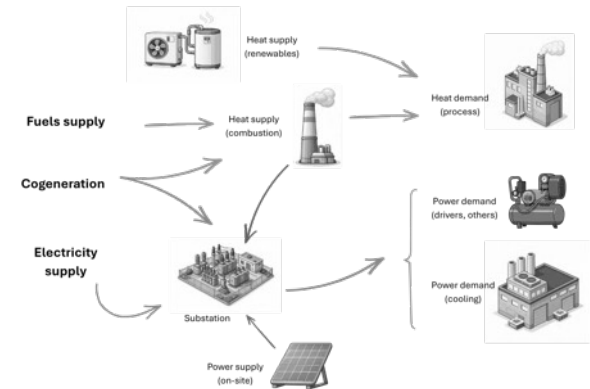 Heat supply
(renewables)
Fuels supply
Heat supply
(combustion)
Heat demand
(process)
Cogeneration
Power demand
(drivers, others)
Electricity
supply
Power demand
(cooling)
Substation
Power supply
(on-site)